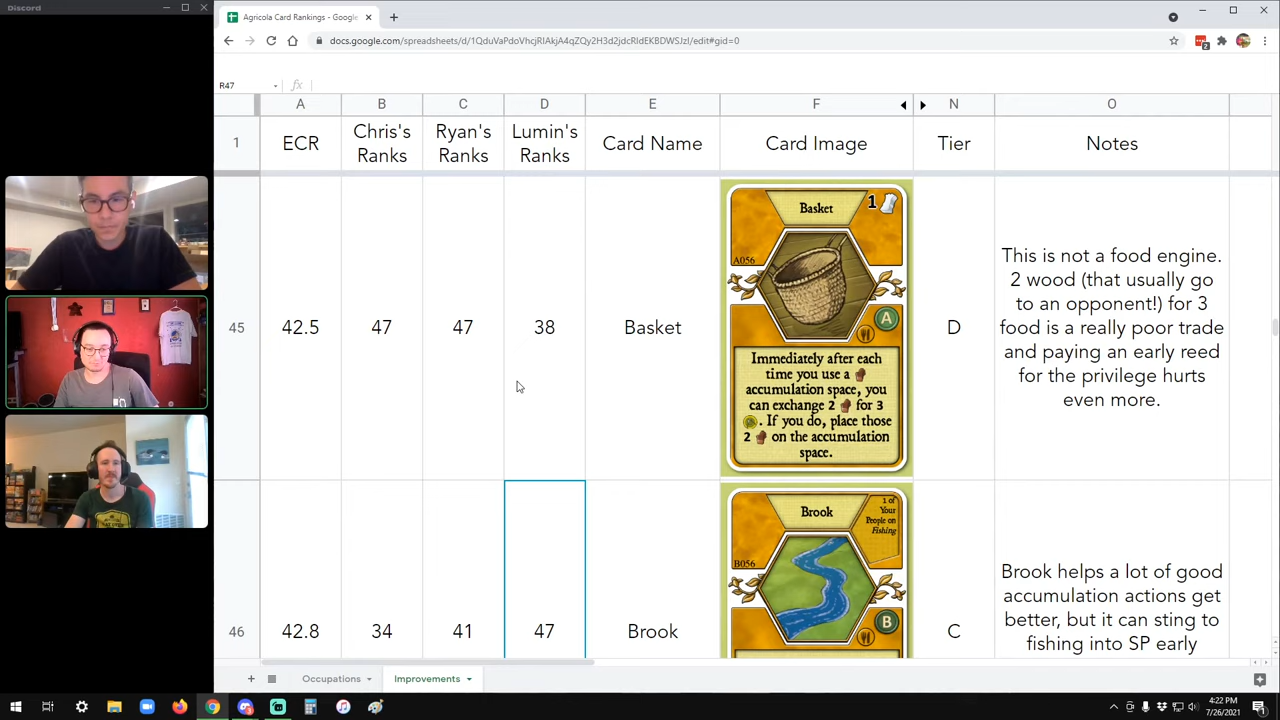 Discord
Agricola Card Rankings - Google
docs.google.com/spreadsheets/d/1QduVaPdoVhcjRIAkjA4qZQy2H3d2jdcRldEKBDWSJzI/edit#gid=0
R47
fx
A B C D E F N O
1 ECR Chris's Ranks Ryan's Ranks Lumin's Ranks Card Name Card Image Tier Notes
45 42.5 47 47 38 Basket D
Basket
1
A056
A
Immediately after each
time you use a
accumulation space, you
can exchange 2 for 3
. If you do, place those
2 on the accumulation
space.
This is not a food engine.
2 wood (that usually go
to an opponent!) for 3
food is a really poor trade
and paying an early reed
for the privilege hurts
even more.
46 42.8 34 41 47 Brook C
Brook
1 of
Your
People on
Fishing
B056
B
Brook helps a lot of good
accumulation actions get
better, but it can sting to
fishing into SP early
Occupations Improvements
4:22 PM
7/26/2021